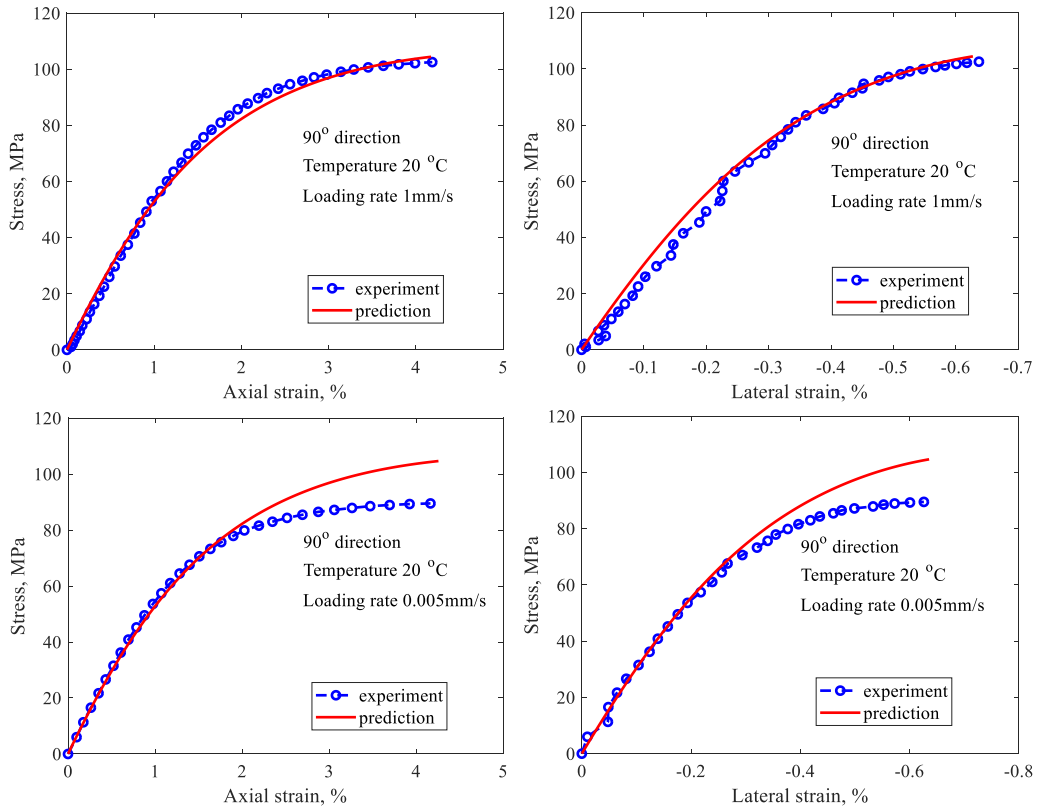 120
100
80
60
40
20
0
Stress, MPa
90° direction
Temperature 20 °C
Loading rate 1mm/s
experiment
prediction
0 1 2 3 4 5
Axial strain, %
120
100
80
60
40
20
0
Stress, MPa
90° direction
Temperature 20 °C
Loading rate 1mm/s
experiment
prediction
0 -0.1 -0.2 -0.3 -0.4 -0.5 -0.6 -0.7
Lateral strain, %
120
100
80
60
40
20
0
Stress, MPa
90° direction
Temperature 20 °C
Loading rate 0.005mm/s
experiment
prediction
0 1 2 3 4 5
Axial strain, %
120
100
80
60
40
20
0
Stress, MPa
90° direction
Temperature 20 °C
Loading rate 0.005mm/s
experiment
prediction
0 -0.2 -0.4 -0.6 -0.8
Lateral strain, %